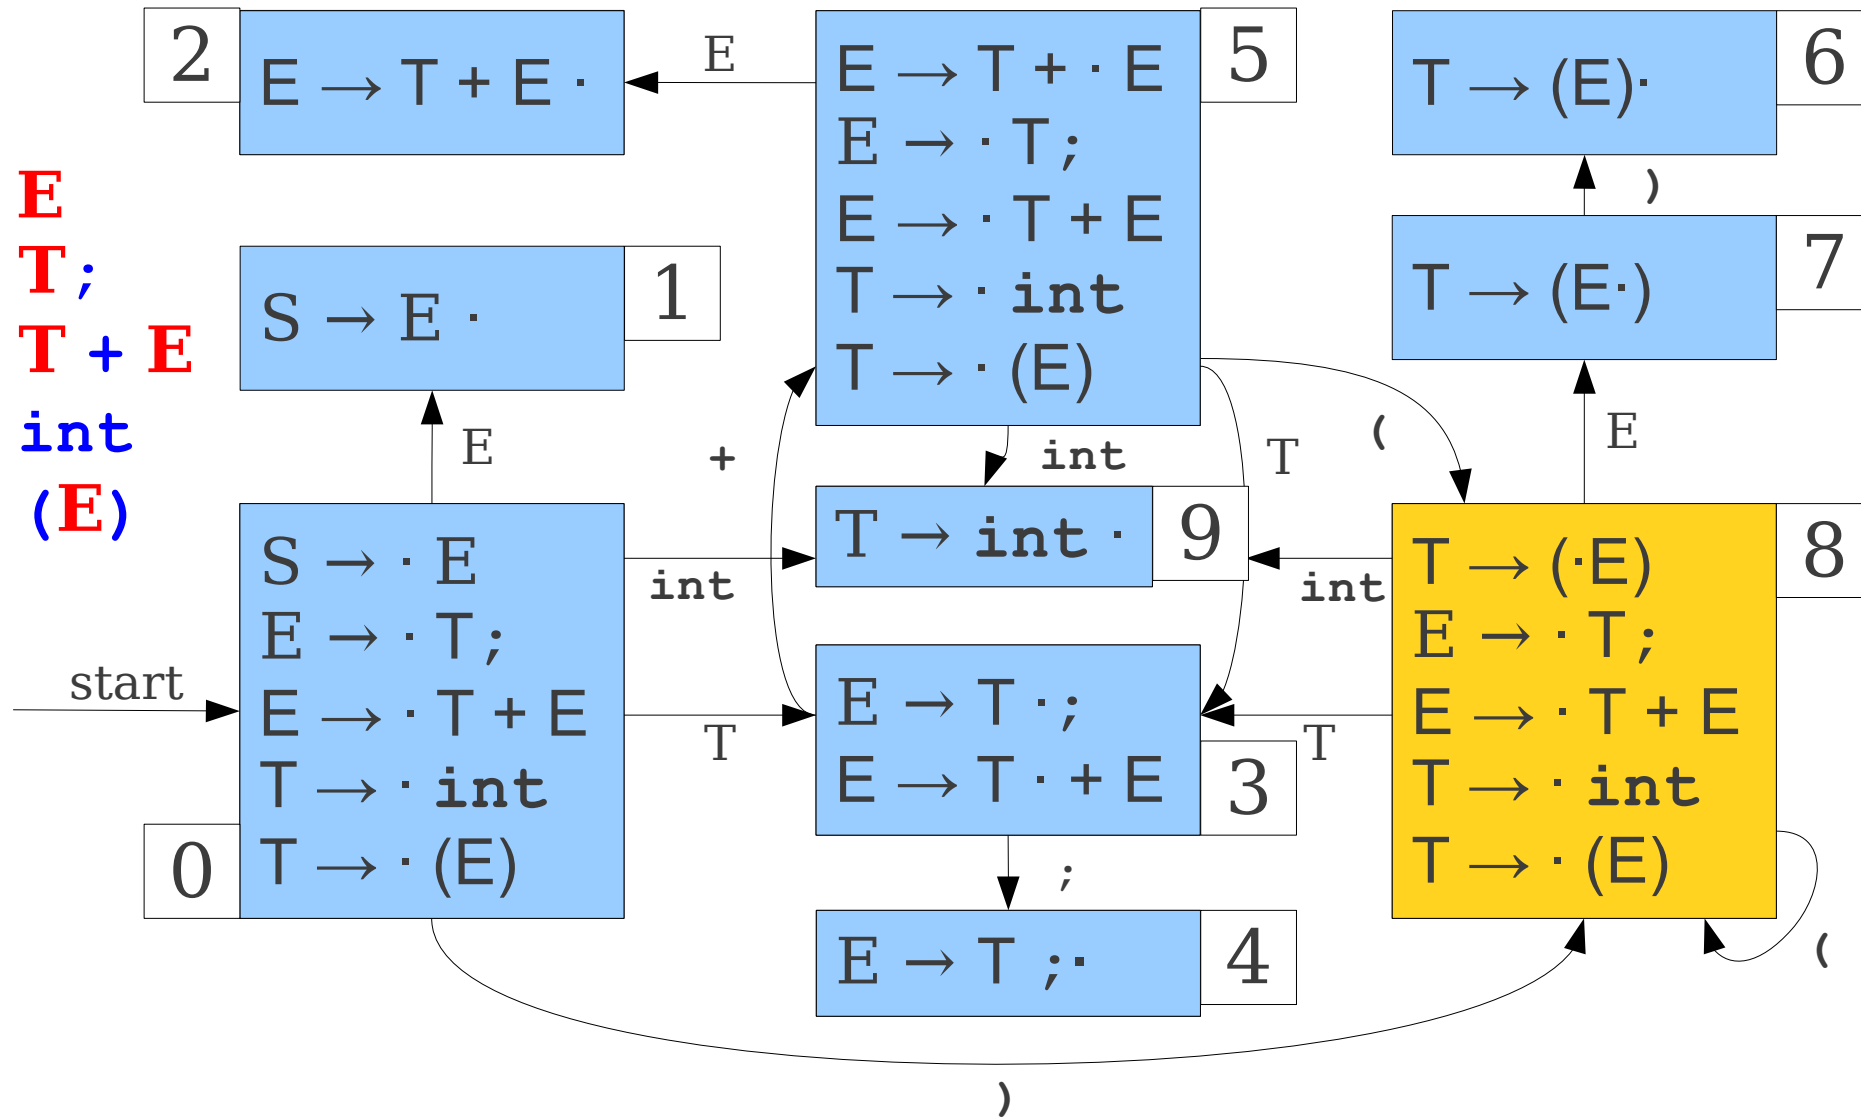 2
E → T + E ·
E
5
E → T + · E
E → · T ;
E → · T + E
T → · int
T → · (E)
6
T → (E)·
)
7
T → (E·)
E
T ;
T + E
int
(E)
1
S → E ·
E
+
int
T
(
E
T → int ·
9
int
int
start
0
S → · E
E → · T ;
E → · T + E
T → · int
T → · (E)
T
E → T · ;
E → T · + E
3
T
8
T → (·E)
E → · T ;
E → · T + E
T → · int
T → · (E)
;
E → T ;·
4
(
)